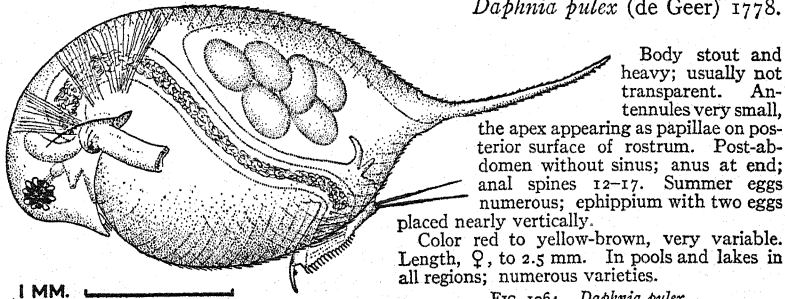 Daphnia pulex (de Geer) 1778.
Body stout and
heavy; usually not
transparent. An-
tennules very small,
the apex appearing as papillae on pos-
terior surface of rostrum. Post-ab-
domen without sinus; anus at end;
anal spines 12–17. Summer eggs
numerous; ephippium with two eggs
placed nearly vertically.
Color red to yellow-brown, very variable.
Length, ♀, to 2.5 mm. In pools and lakes in
all regions; numerous varieties.
1 MM.
Daphnia pulex